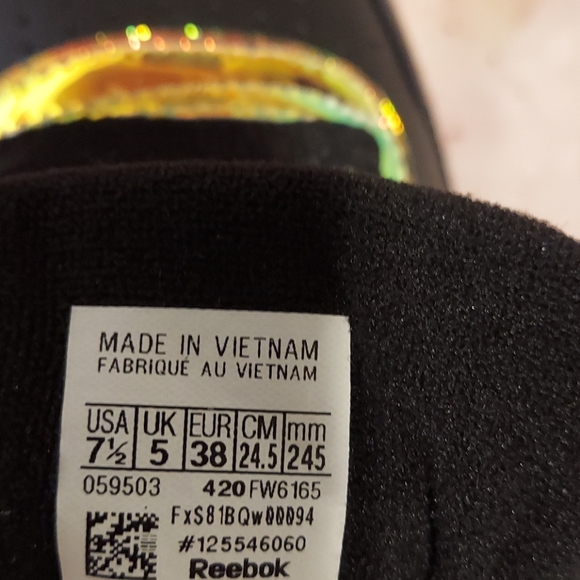 MADE IN VIETNAM
FABRIQUÉ AU VIETNAM
USA UK EUR CM mm
7½ 5 38 24.5 245
059503 420 FW6165
FxS81BQw00094
#125546060
Reebok